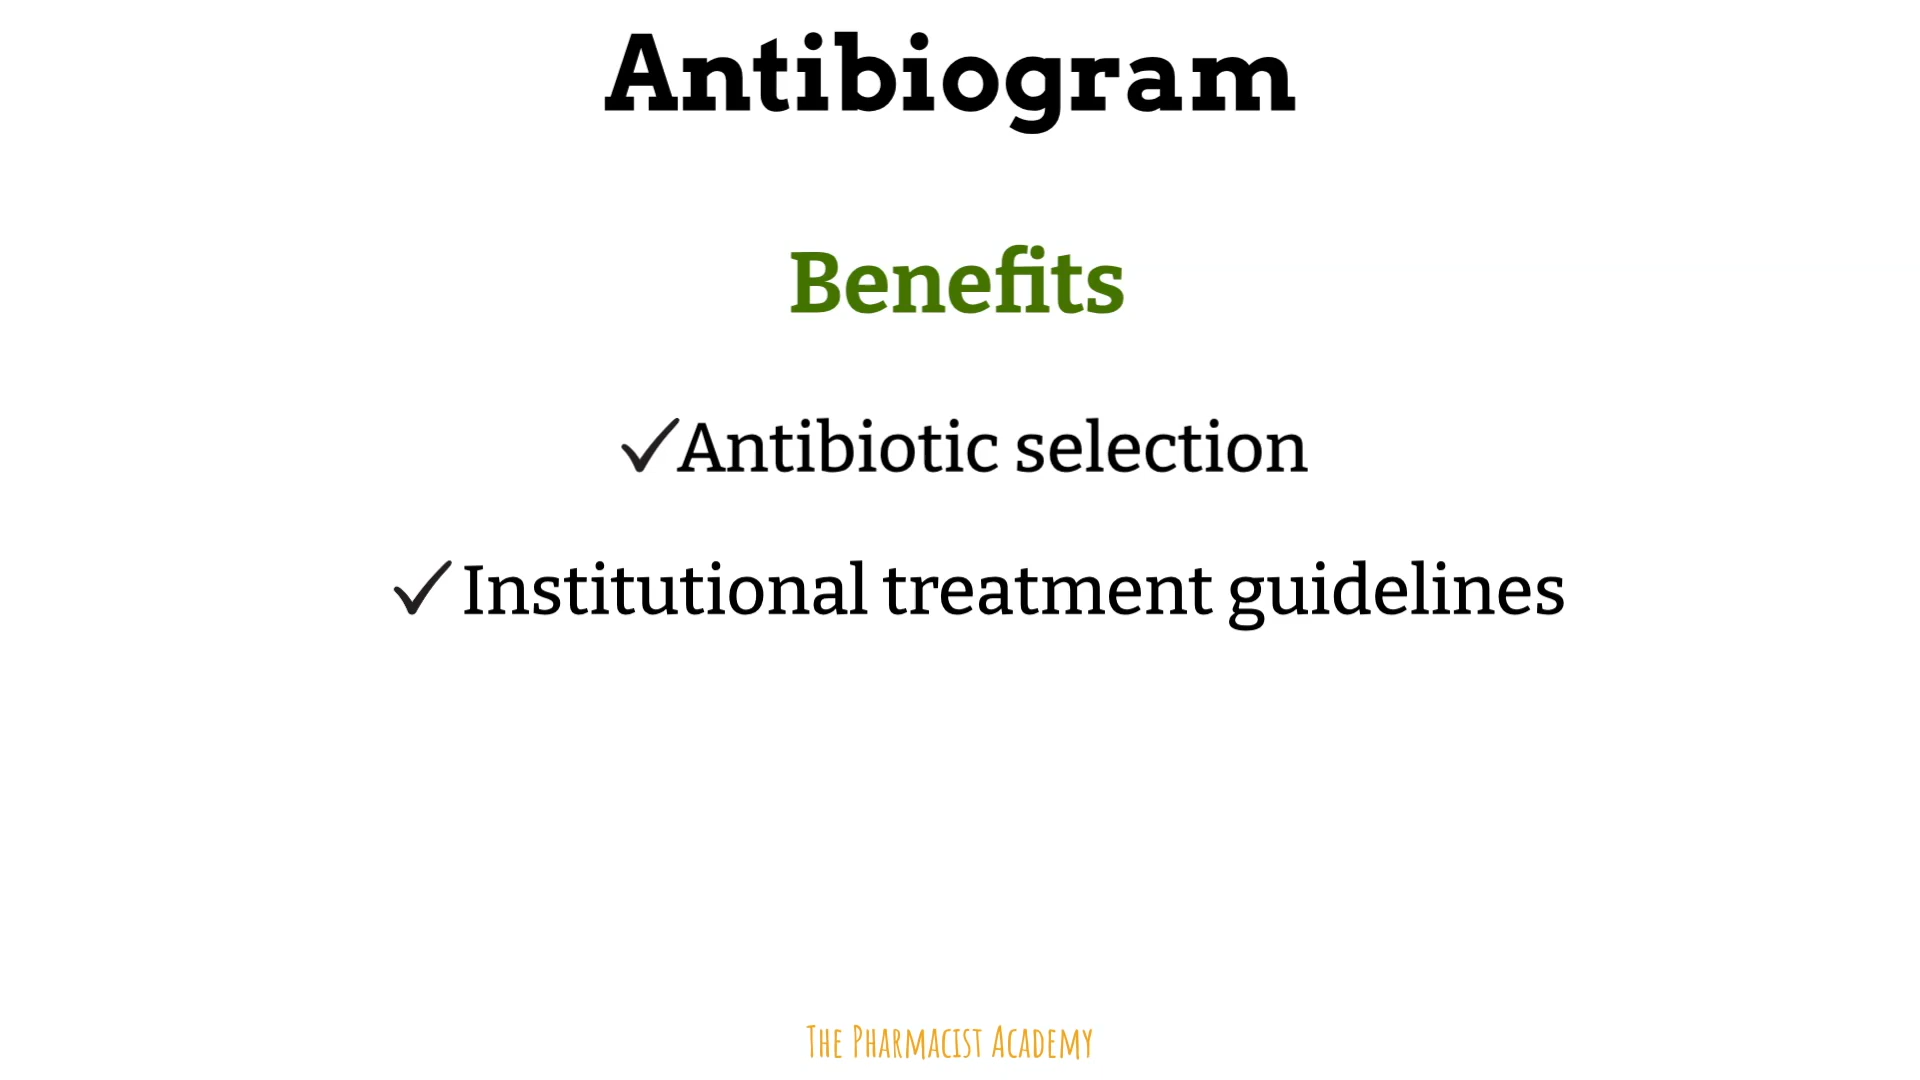 Antibiogram
Benefits
✓Antibiotic selection
✓ Institutional treatment guidelines
The Pharmacist Academy